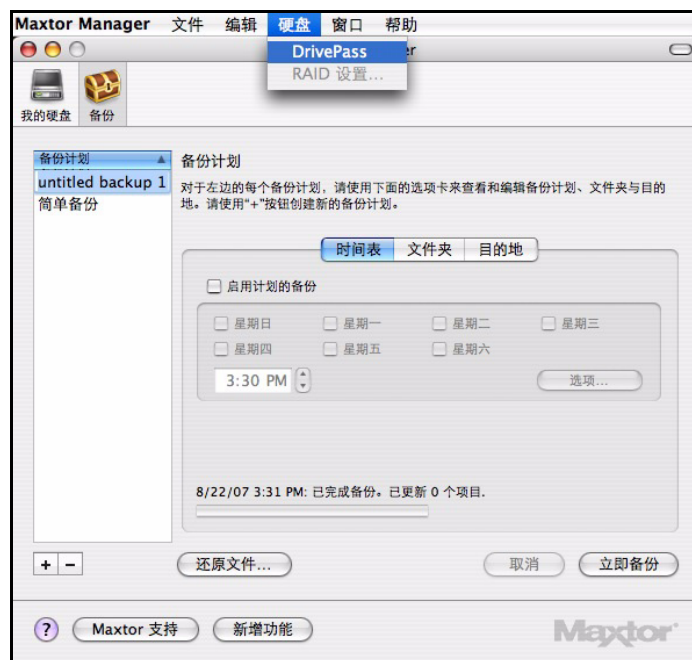 Maxtor Manager 文件 编辑 硬盘 窗口 帮助
DrivePass
RAID 设置...
我的硬盘 备份
备份计划
untitled backup 1
简单备份
备份计划
对于左边的每个备份计划，请使用下面的选项卡来查看和编辑备份计划、文件夹与目的
地。请使用“+”按钮创建新的备份计划。
时间表 文件夹 目的地
启用计划的备份
星期日 星期一 星期二 星期三
星期四 星期五 星期六
3:30 PM 选项...
8/22/07 3:31 PM: 已完成备份。已更新 0 个项目.
+ − 还原文件... 取消 立即备份
? Maxtor 支持 新增功能 Maxtor